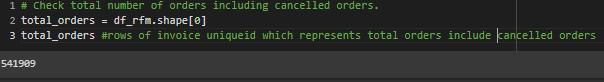 1 # Check total number of orders including cancelled orders.
2 total_orders = df_rfm.shape[0]
3 total_orders #rows of invoice uniqueid which represents total orders include cancelled orders
541909